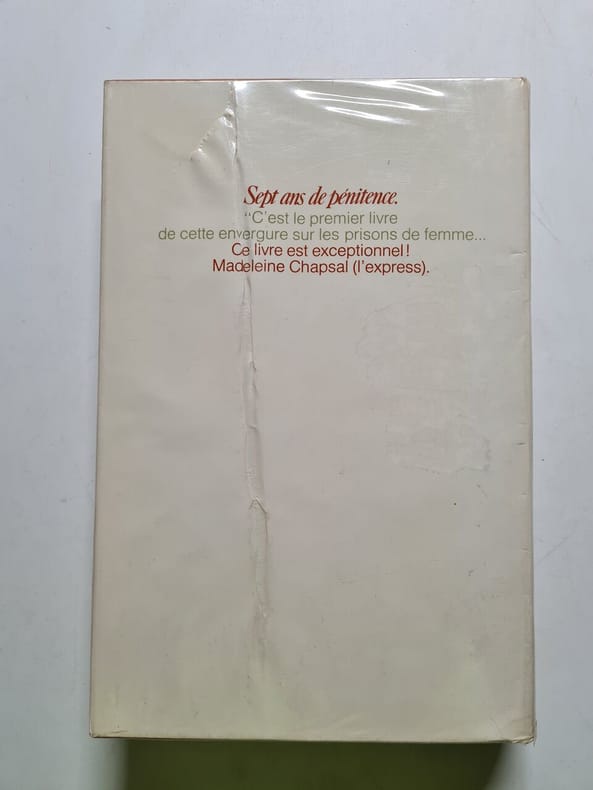 Sept ans de pénitence.
"C'est le premier livre
de cette envergure sur les prisons de femme...
Ce livre est exceptionnel!
Madeleine Chapsal (l'express).